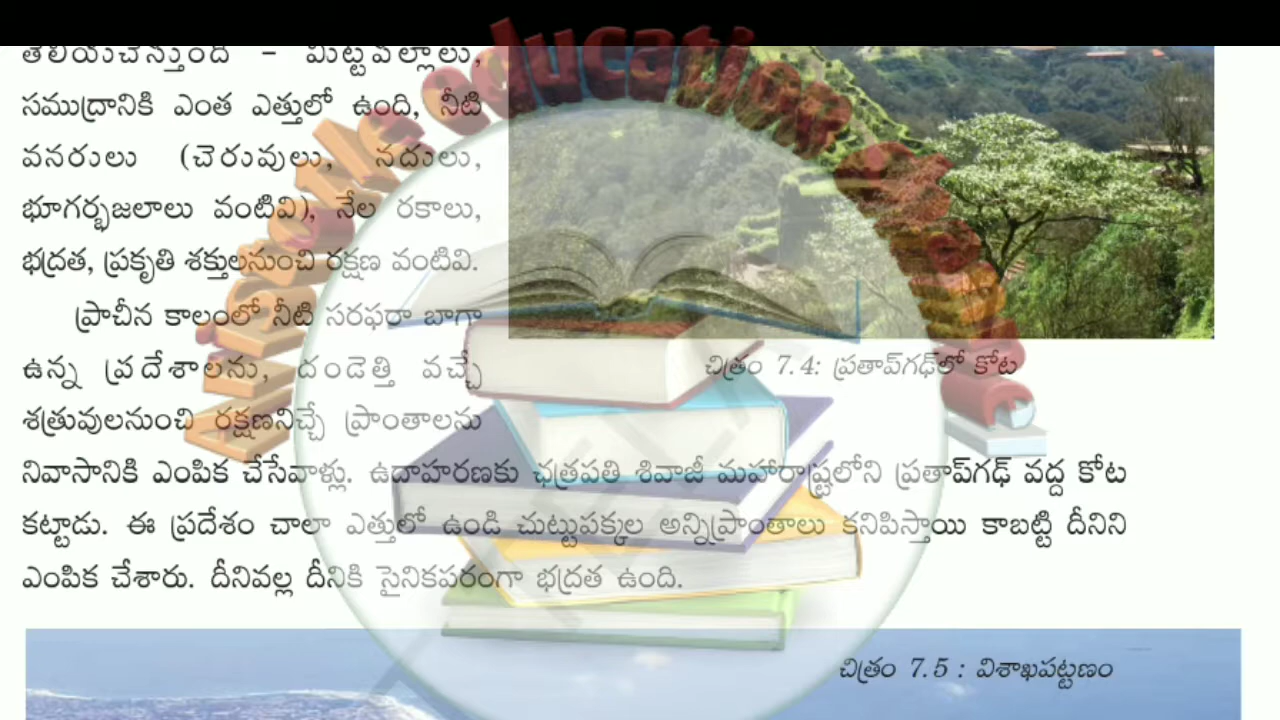 తెలియచేస్తుంది – మిట్టపల్లాలు,
సముద్రానికి ఎంత ఎత్తులో ఉంది, నీటి
వనరులు (చెరువులు, నదులు,
భూగర్భజలాలు వంటివి), నేల రకాలు,
భద్రత, ప్రకృతి శక్తులనుంచి రక్షణ వంటివి.
ప్రాచీన కాలంలో నీటి సరఫరా బాగా
ఉన్న ప్రదేశాలను, దండెత్తి వచ్చే
శత్రువులనుంచి రక్షణనిచ్చే ప్రాంతాలను
చిత్రం 7.4: ప్రతాప్‌గఢ్‌లో కోట
నివాసానికి ఎంపిక చేసేవాళ్లు. ఉదాహరణకు ఛత్రపతి శివాజీ మహారాష్ట్రలోని ప్రతాప్‌గఢ్ వద్ద కోట
కట్టాడు. ఈ ప్రదేశం చాలా ఎత్తులో ఉండి చుట్టుపక్కల అన్నిప్రాంతాలు కనిపిస్తాయి కాబట్టి దీనిని
ఎంపిక చేశారు. దీనివల్ల దీనికి సైనికపరంగా భద్రత ఉంది.
చిత్రం 7.5 : విశాఖపట్టణం